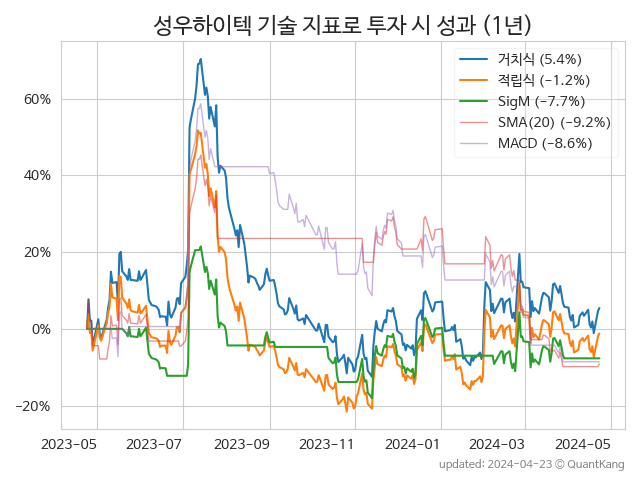 성우하이텍 기술 지표로 투자 시 성과 (1년)
거치식 (5.4%)
적립식 (−1.2%)
SigM (−7.7%)
SMA(20) (−9.2%)
MACD (−8.6%)
60%
40%
20%
0%
−20%
2023−05 2023−07 2023−09 2023−11 2024−01 2024−03 2024−05
updated: 2024−04−23 © QuantKang